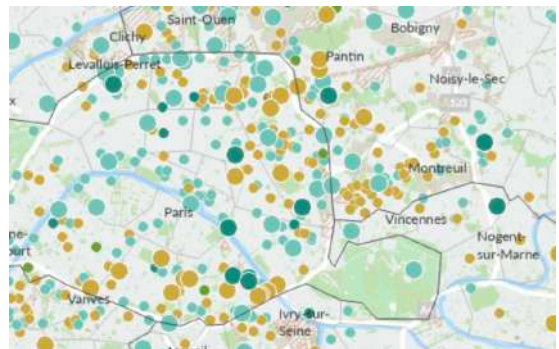 Saint-Ouen
Clichy
Bobigny
Pantin
Levallois-Perret
Noisy-le-Sec
Montreuil
Paris
Vincennes
Nogent-
sur-Marne
Vanves
Ivry-sur-
Seine